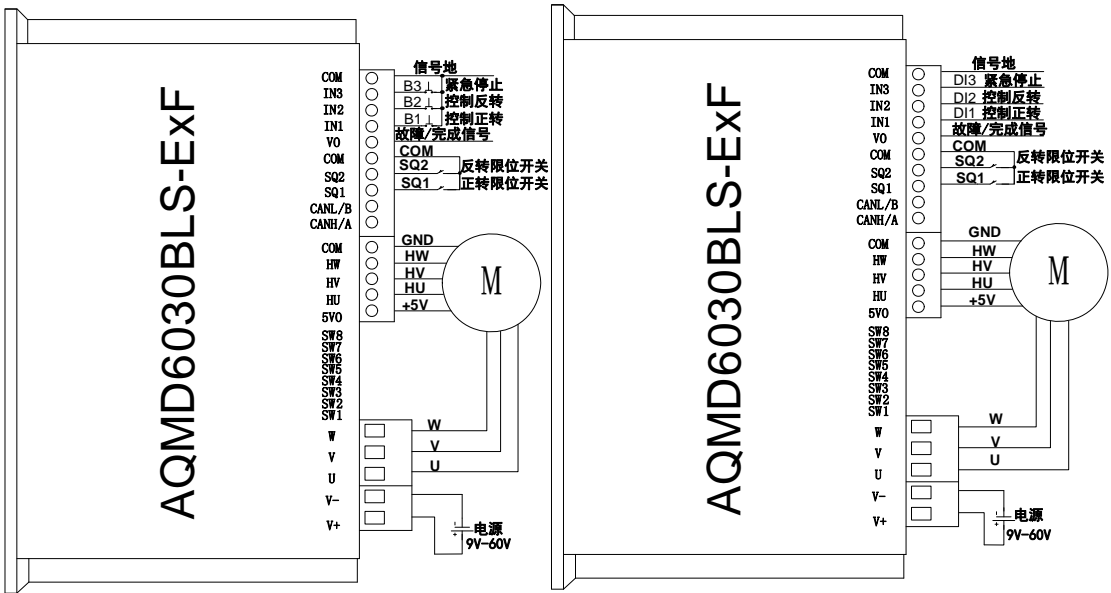 AQMD6030BLS-ExF
COM
IN3
IN2
IN1
VO
COM
SQ2
SQ1
CANL/B
CANH/A
COM
HW
HV
HU
5VO
SW8
SW7
SW6
SW5
SW4
SW3
SW2
SW1
W
V
U
V-
V+
信号地
B3 紧急停止
B2 控制反转
B1 控制正转
故障/完成信号
COM
SQ2 反转限位开关
SQ1 正转限位开关
GND
HW
HV
HU
+5V
M
W
V
U
电源
9V-60V
AQMD6030BLS-ExF
COM
IN3
IN2
IN1
VO
COM
SQ2
SQ1
CANL/B
CANH/A
COM
HW
HV
HU
5VO
SW8
SW7
SW6
SW5
SW4
SW3
SW2
SW1
W
V
U
V-
V+
信号地
DI3 紧急停止
DI2 控制反转
DI1 控制正转
故障/完成信号
COM
SQ2 反转限位开关
SQ1 正转限位开关
GND
HW
HV
HU
+5V
M
W
V
U
电源
9V-60V